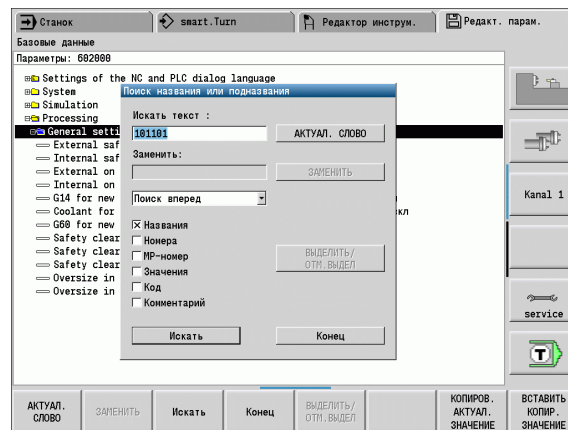 Станок
smart.Turn
Редактор инструм.
Редакт. парам.
Базовые данные
Параметры: 602000
Settings of the NC and PLC dialog language
System
Simulation
Processing
General setti
External saf
Internal saf
External on
Internal on
G14 for new
Coolant for
кл
G60 for new
Safety clear
Safety clear
Safety clear
Oversize in
Oversize in
Поиск названия или подназвания
Искать текст :
101101
АКТУАЛ. СЛОВО
Заменить:
ЗАМЕНИТЬ
Поиск вперед
Названия
Номера
MP-номер
Значения
Код
Комментарий
ВЫДЕЛИТЬ/
ОТМ.ВЫДЕЛ
Искать
Конец
Kanal 1
service
T
АКТУАЛ.
СЛОВО
ЗАМЕНИТЬ
Искать
Конец
ВЫДЕЛИТЬ/
ОТМ.ВЫДЕЛ
КОПИРОВ.
АКТУАЛ.
ЗНАЧЕНИЕ
ВСТАВИТЬ
КОПИР.
ЗНАЧЕНИЕ